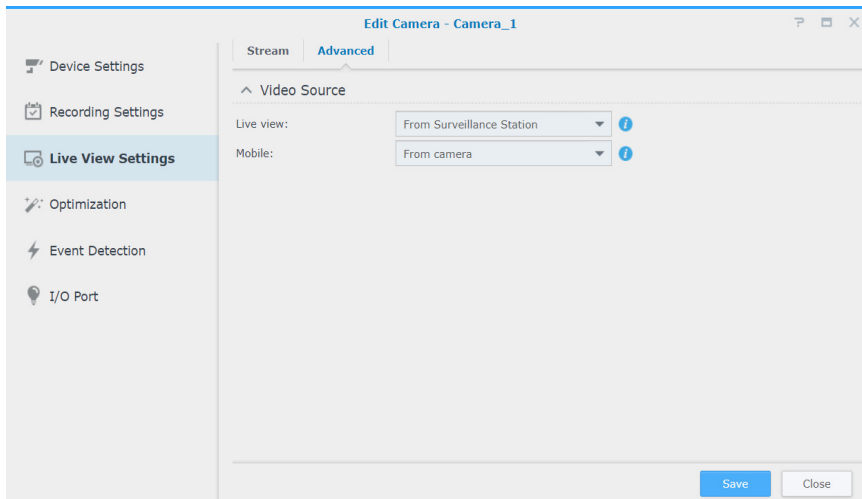 Edit Camera - Camera_1
Device Settings
Recording Settings
Live View Settings
Optimization
Event Detection
I/O Port
Stream
Advanced
Video Source
Live view:
From Surveillance Station
Mobile:
From camera
Save
Close